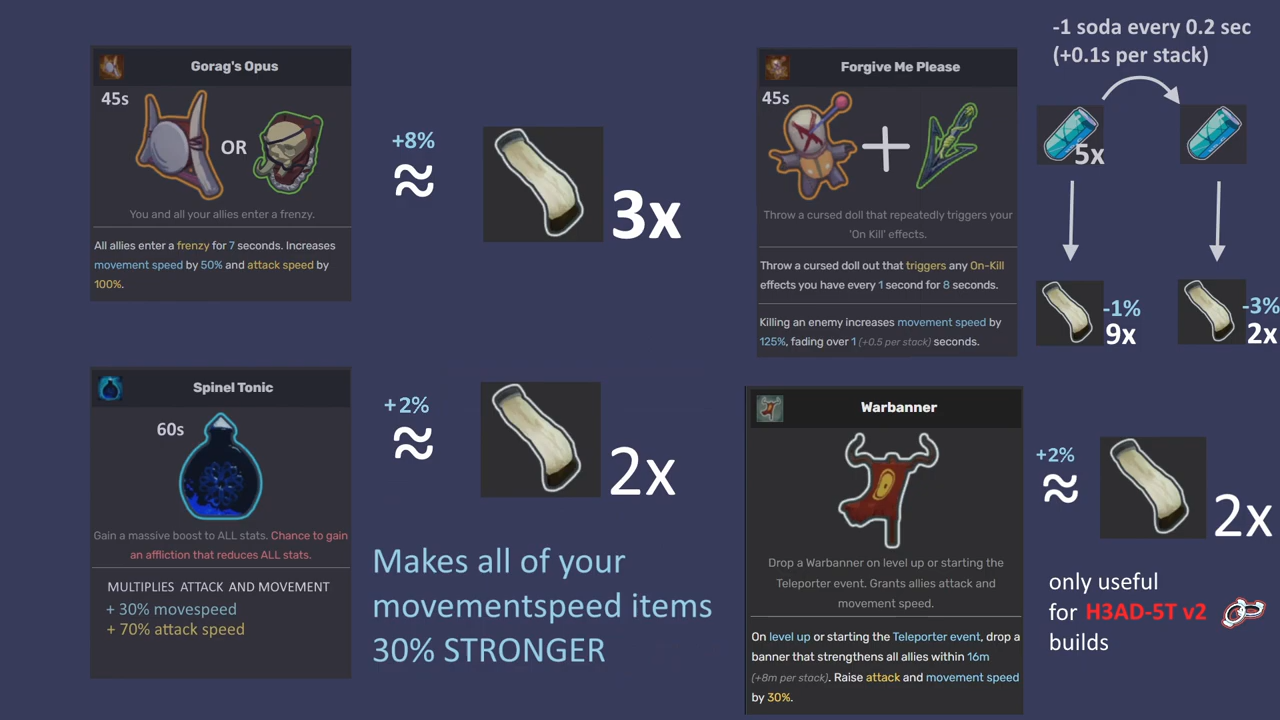 Gorag's Opus
45s
OR
You and all your allies enter a frenzy.
All allies enter a frenzy for 7 seconds. Increases
movement speed by 50% and attack speed by
100%.
+8%
≈
3x
Forgive Me Please
45s
+
Throw a cursed doll that repeatedly triggers your
'On Kill' effects.
Throw a cursed doll out that triggers any On-Kill
effects you have every 1 second for 8 seconds.
Killing an enemy increases movement speed by
125%, fading over 1 (+0.5 per stack) seconds.
-1 soda every 0.2 sec
(+0.1s per stack)
5x
-1%
9x
-3%
2x
Spinel Tonic
60s
Gain a massive boost to ALL stats. Chance to gain
an affliction that reduces ALL stats.
MULTIPLIES ATTACK AND MOVEMENT
+ 30% movespeed
+ 70% attack speed
+2%
≈
2x
Makes all of your
movementspeed items
30% STRONGER
Warbanner
Drop a Warbanner on level up or starting the
Teleporter event. Grants allies attack and
movement speed.
On level up or starting the Teleporter event, drop a
banner that strengthens all allies within 16m
(+8m per stack). Raise attack and movement speed
by 30%.
+2%
≈
2x
only useful
for H3AD-5T v2
builds